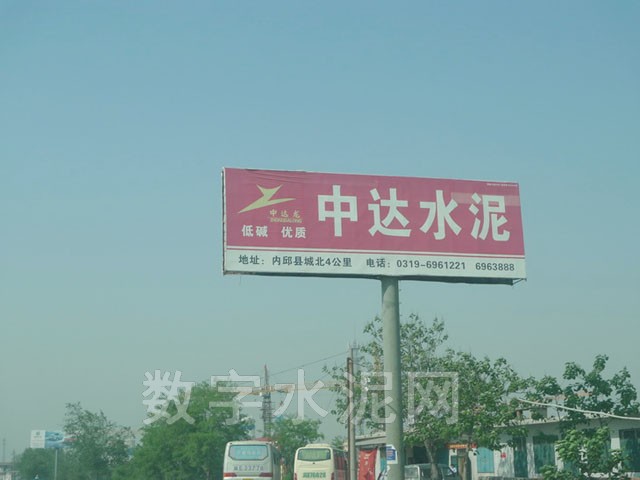 中达水泥
中达龙
低碱 优质
地址：内邱县城北4公里 电话：0319-6961221 6963888
数字水泥网